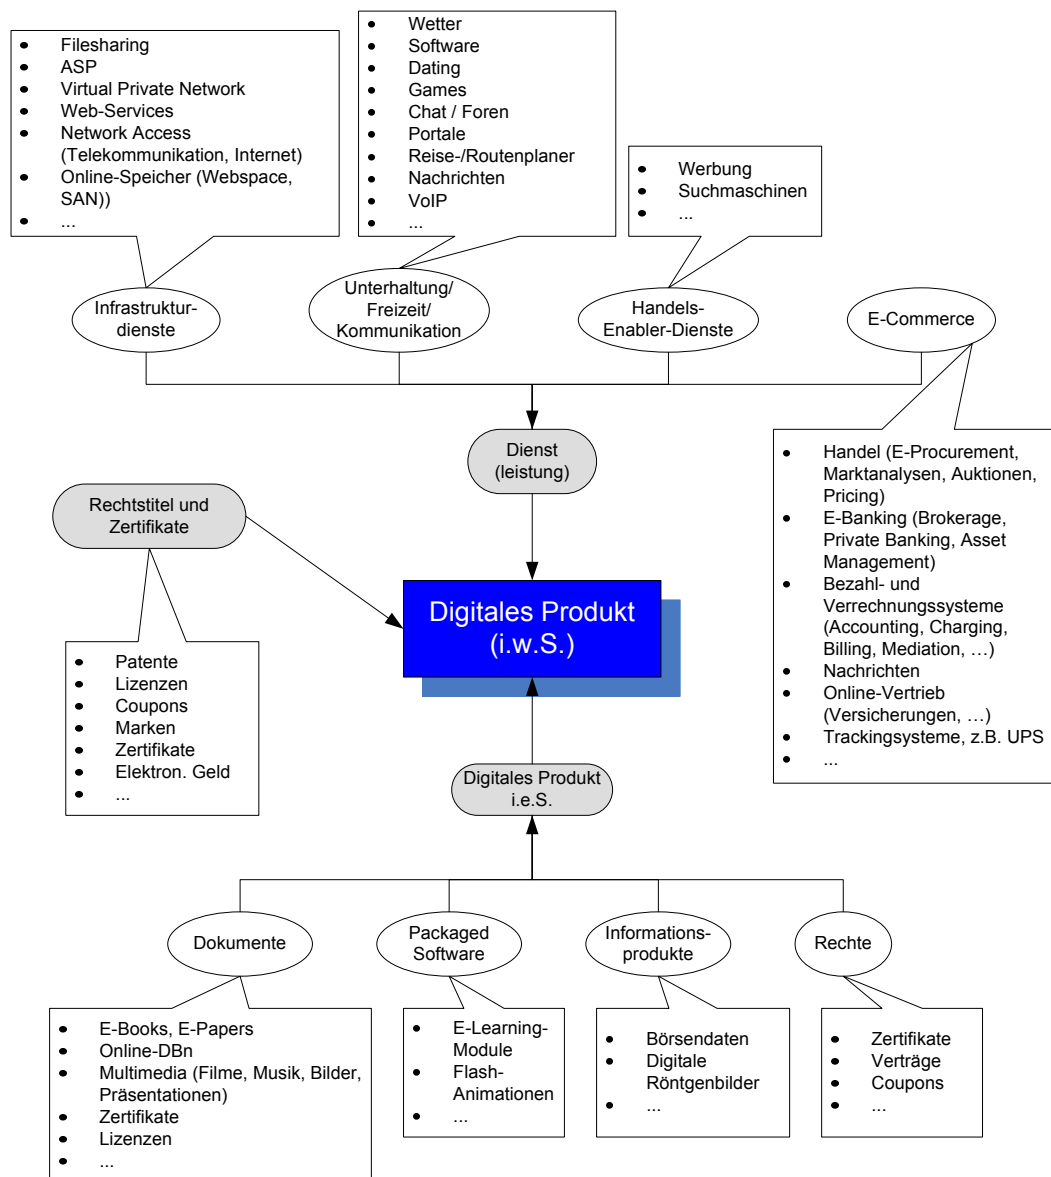 • Filesharing
• ASP
• Virtual Private Network
• Web-Services
• Network Access
(Telekommunikation, Internet)
• Online-Speicher (Webspace,
SAN))
• ...
• Wetter
• Software
• Dating
• Games
• Chat / Foren
• Portale
• Reise-/Routenplaner
• Nachrichten
• VoIP
• ...
• Werbung
• Suchmaschinen
• ...
Infrastruktur-
dienste
Unterhaltung/
Freizeit/
Kommunikation
Handels-
Enabler-Dienste
E-Commerce
Dienst
(leistung)
• Handel (E-Procurement,
Marktanalysen, Auktionen,
Pricing)
• E-Banking (Brokerage,
Private Banking, Asset
Management)
• Bezahl- und
Verrechnungssysteme
(Accounting, Charging,
Billing, Mediation, …)
• Nachrichten
• Online-Vertrieb
(Versicherungen, …)
• Trackingsysteme, z.B. UPS
• ...
Rechtstitel und
Zertifikate
Digitales Produkt
(i.w.S.)
• Patente
• Lizenzen
• Coupons
• Marken
• Zertifikate
• Elektron. Geld
• ...
Digitales Produkt
i.e.S.
Dokumente
Packaged
Software
Informations-
produkte
Rechte
• E-Books, E-Papers
• Online-DBn
• Multimedia (Filme, Musik, Bilder,
Präsentationen)
• Zertifikate
• Lizenzen
• ...
• E-Learning-
Module
• Flash-
Animationen
• ...
• Börsendaten
• Digitale
Röntgenbilder
• ...
• Zertifikate
• Verträge
• Coupons
• ...